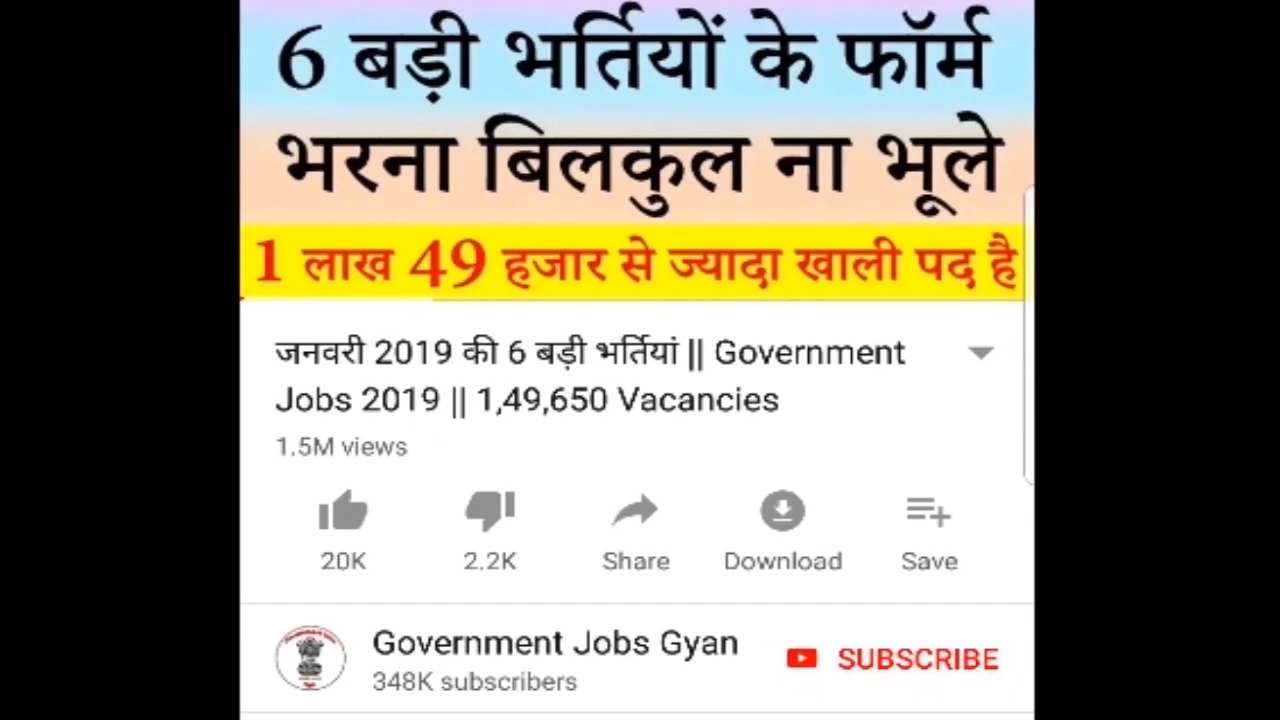 6 बड़ी भर्तियों के फॉर्म
भरना बिलकुल ना भूले
1 लाख 49 हजार से ज्यादा खाली पद है
जनवरी 2019 की 6 बड़ी भर्तियां || Government
Jobs 2019 || 1,49,650 Vacancies
1.5M views
20K 2.2K Share Download Save
Government Jobs Gyan
SUBSCRIBE
348K subscribers